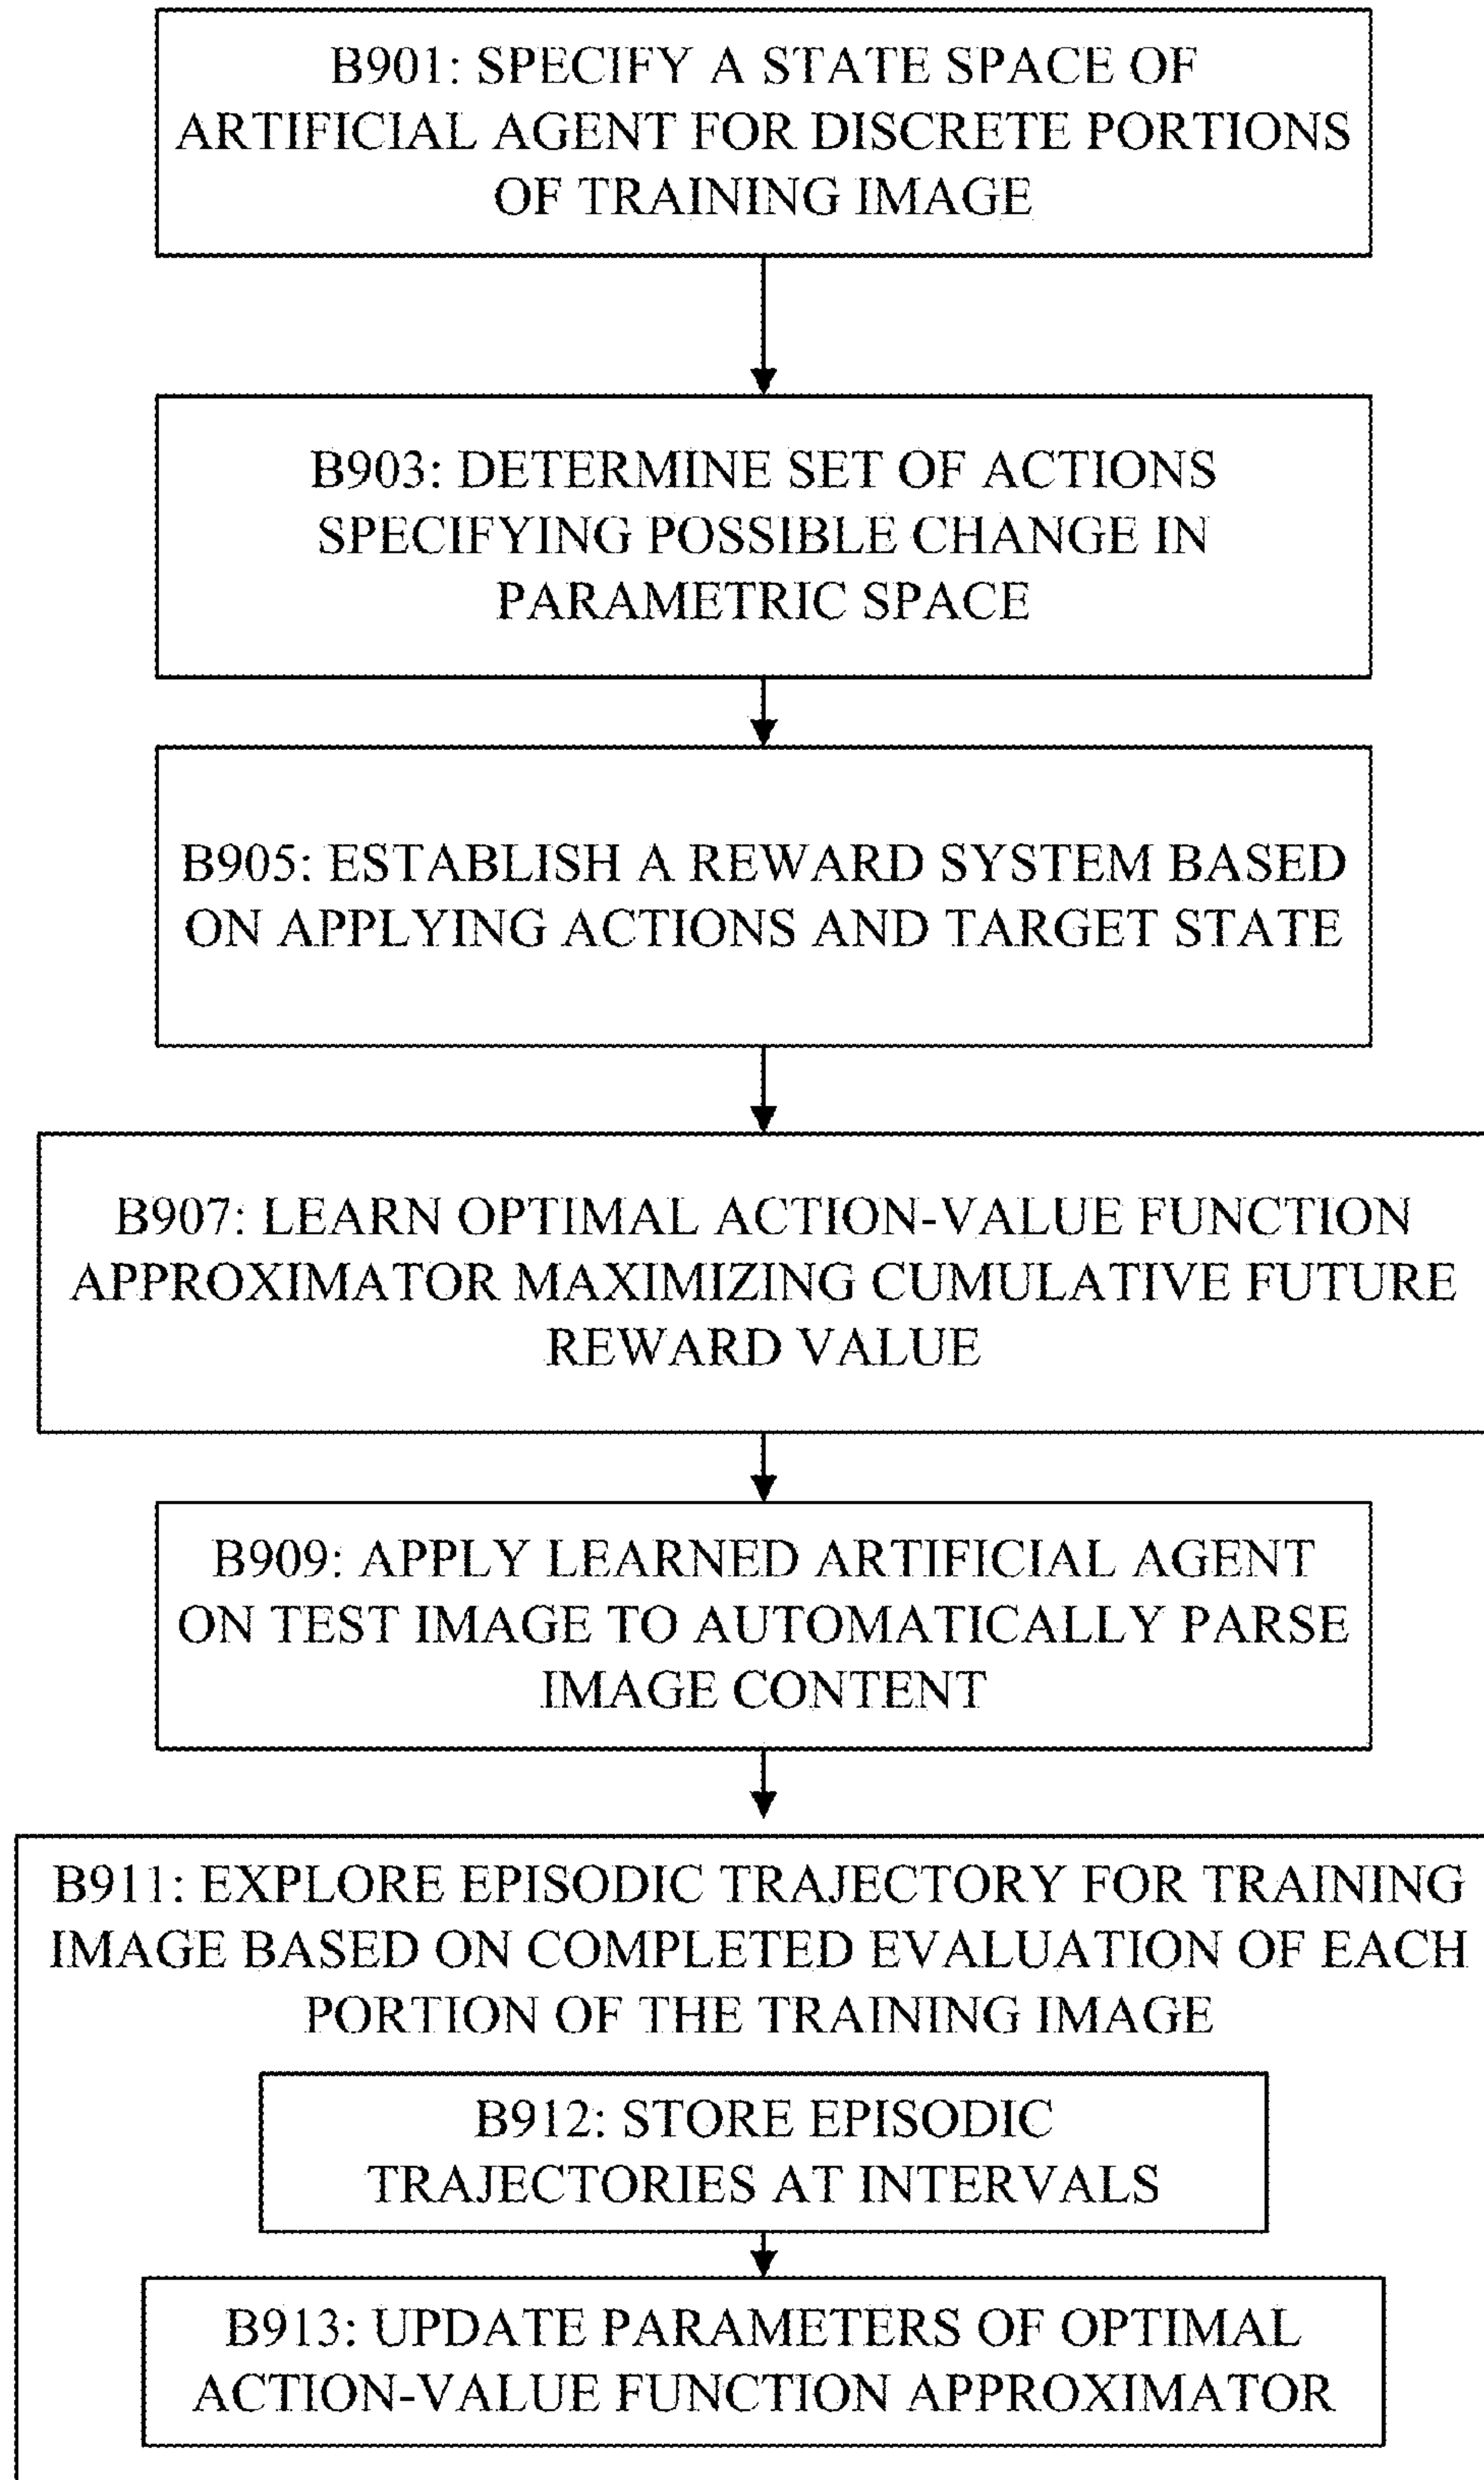 B901: SPECIFY A STATE SPACE OF
ARTIFICIAL AGENT FOR DISCRETE PORTIONS
OF TRAINING IMAGE
B903: DETERMINE SET OF ACTIONS
SPECIFYING POSSIBLE CHANGE IN
PARAMETRIC SPACE
B905: ESTABLISH A REWARD SYSTEM BASED
ON APPLYING ACTIONS AND TARGET STATE
B907: LEARN OPTIMAL ACTION-VALUE FUNCTION
APPROXIMATOR MAXIMIZING CUMULATIVE FUTURE
REWARD VALUE
B909: APPLY LEARNED ARTIFICIAL AGENT
ON TEST IMAGE TO AUTOMATICALLY PARSE
IMAGE CONTENT
B911: EXPLORE EPISODIC TRAJECTORY FOR TRAINING
IMAGE BASED ON COMPLETED EVALUATION OF EACH
PORTION OF THE TRAINING IMAGE
B912: STORE EPISODIC
TRAJECTORIES AT INTERVALS
B913: UPDATE PARAMETERS OF OPTIMAL
ACTION-VALUE FUNCTION APPROXIMATOR